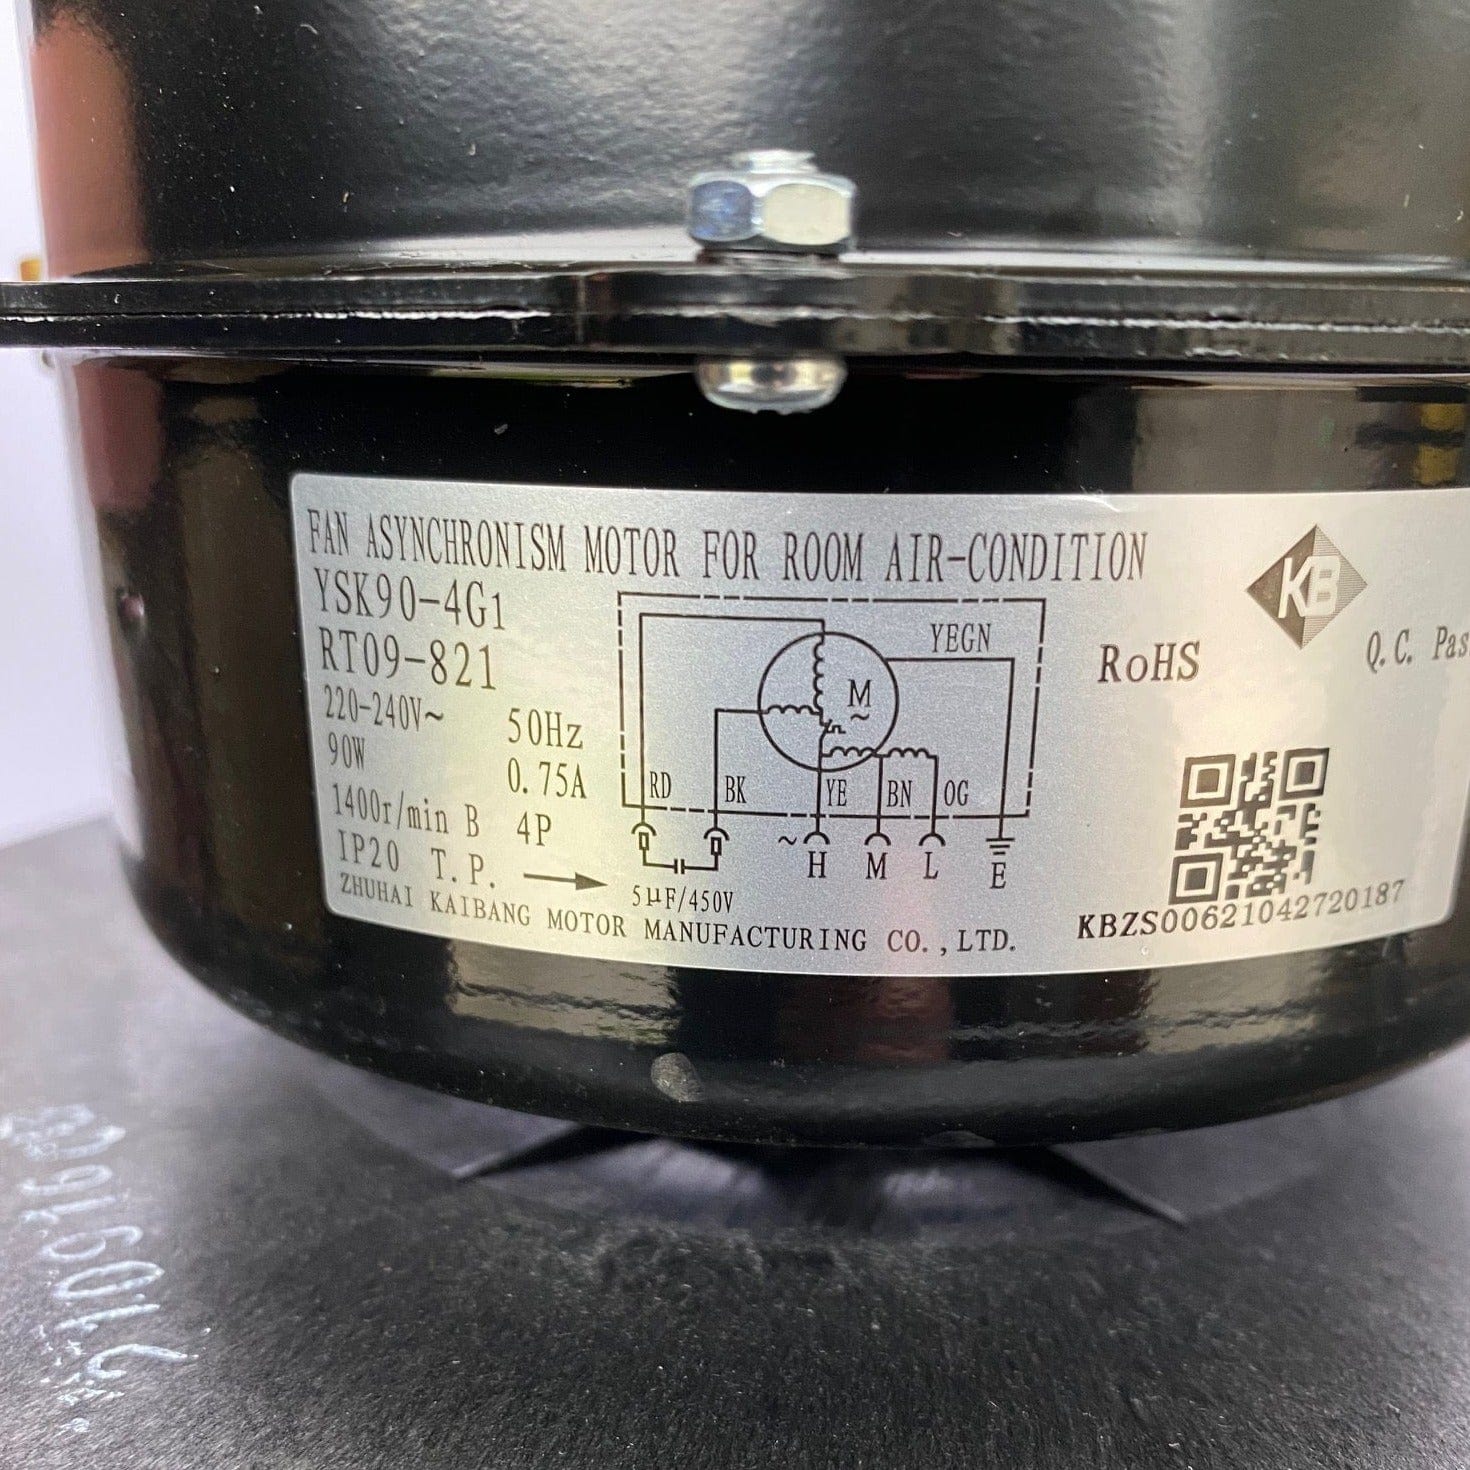 FAN ASYNCHRONISM MOTOR FOR ROOM AIR-CONDITION
YSK90-4G1
RT09-821
220-240V~ 50Hz
90W 0.75A
1400r/min B 4P
IP20 T.P.
ZHUHAI KAIBANG MOTOR MANUFACTURING CO.,LTD.
M
~
YEGN
RD BK YE BN OG
~ H M L E
5μF/450V
RoHS
KB
Q.C. Pas
KBZS00621042720187